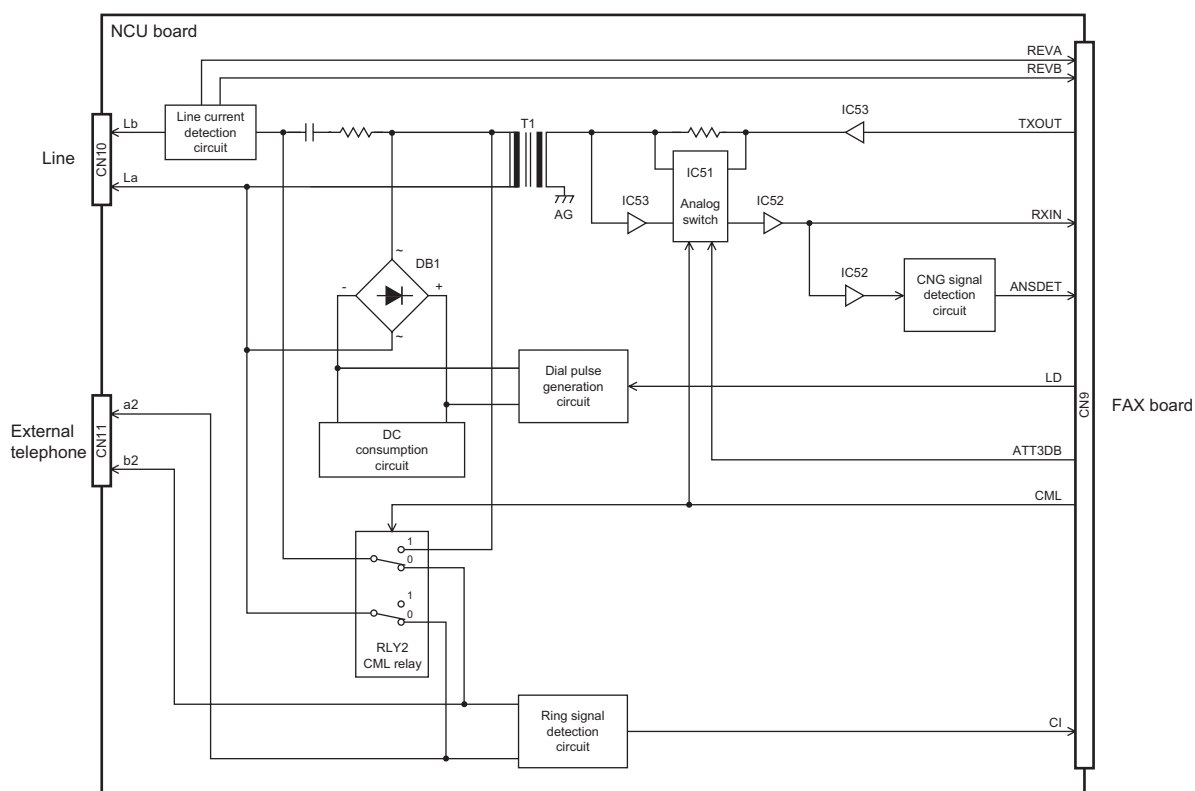 NCU board
REVA
REVB
Lb
Line current
detection
circuit
T1
IC53
TXOUT
Line
CN10
La
AG
IC51
Analog
switch
IC53
IC52
RXIN
~
DB1
-
+
~
IC52
CNG signal
detection
circuit
ANSDET
Dial pulse
generation
circuit
LD
CN9
FAX board
a2
External
telephone
CN11
b2
DC
consumption
circuit
ATT3DB
CML
1
0
1
0
RLY2
CML relay
Ring signal
detection
circuit
CI